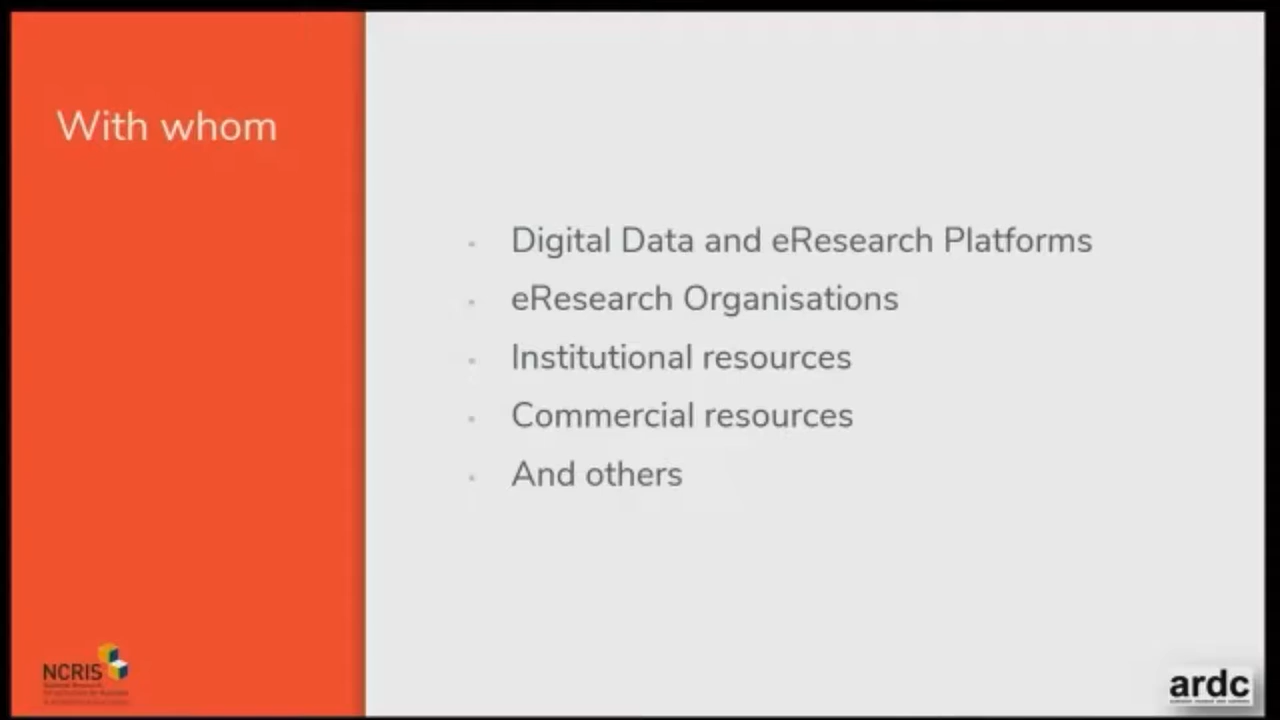 With whom
Digital Data and eResearch Platforms
eResearch Organisations
Institutional resources
Commercial resources
And others
NCRIS
ardc